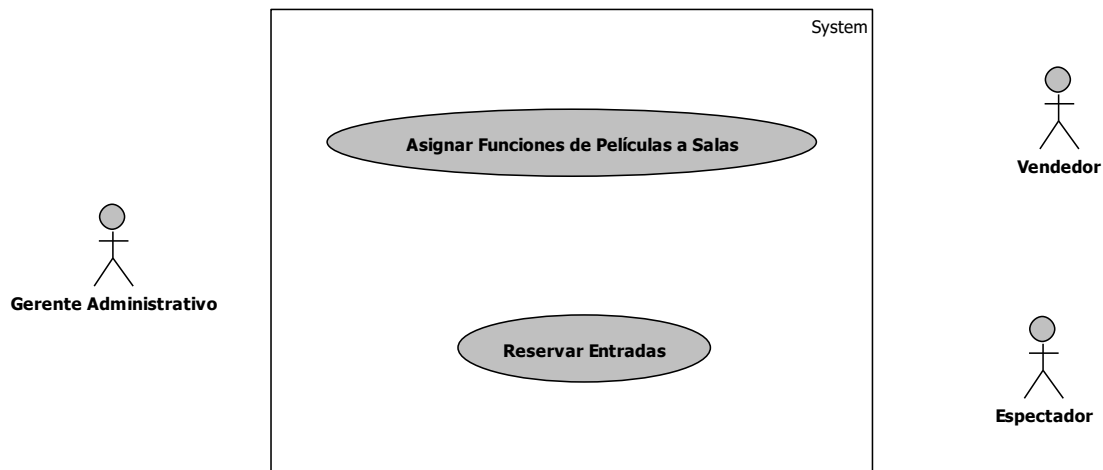 System
Asignar Funciones de Películas a Salas
Vendedor
Gerente Administrativo
Reservar Entradas
Espectador